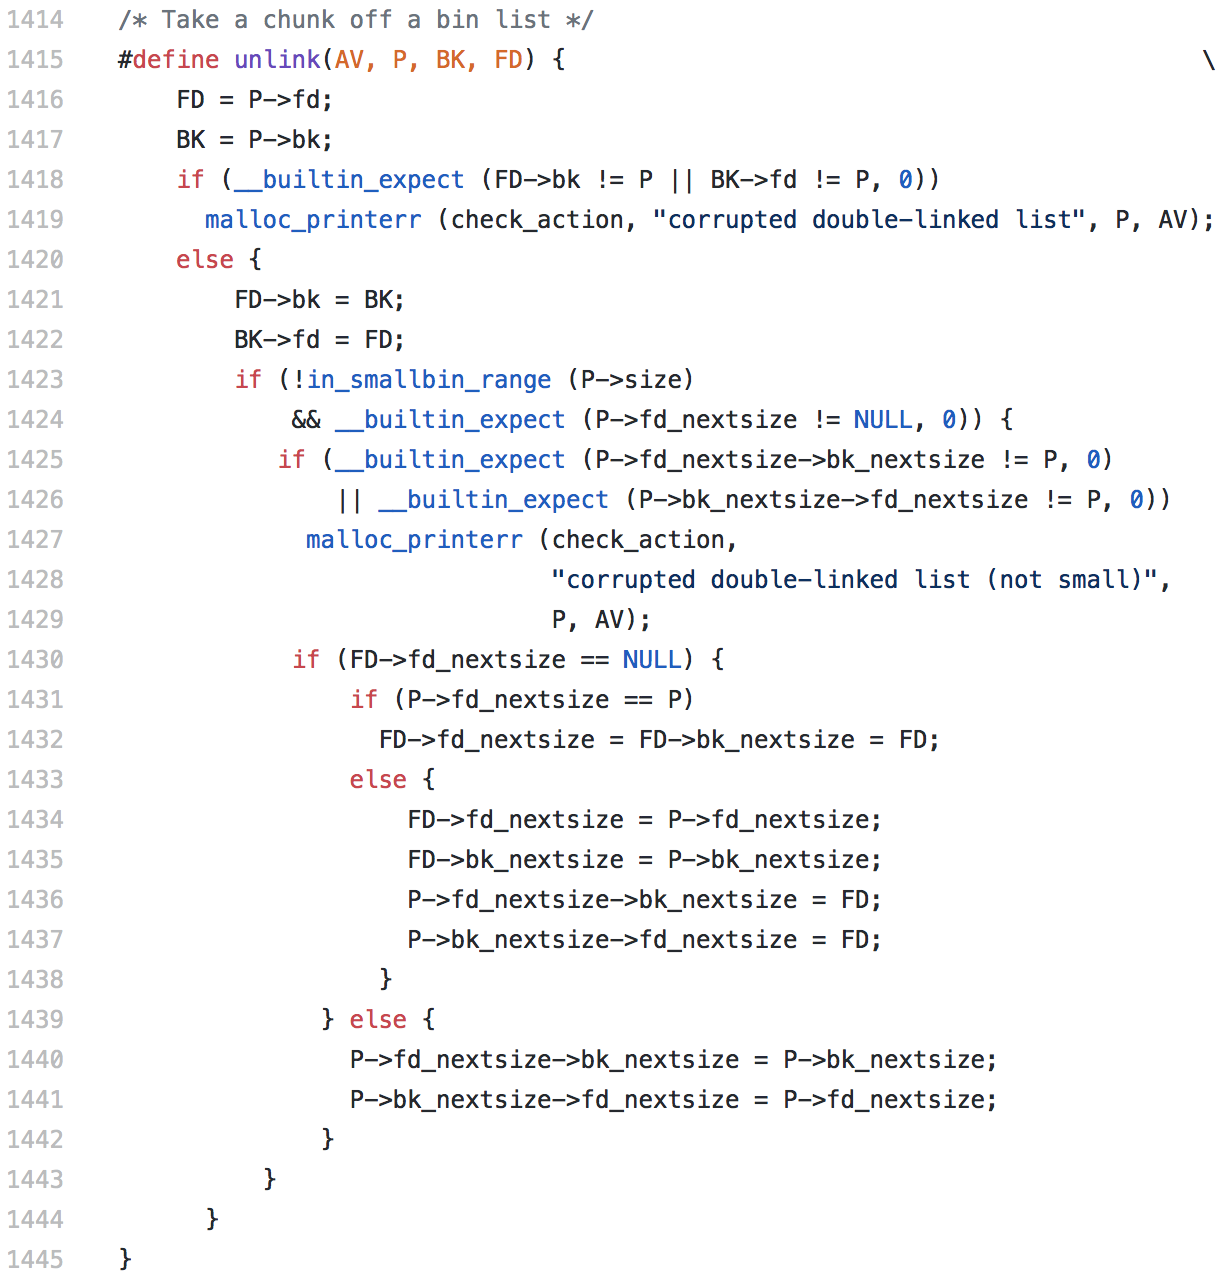 1414 /* Take a chunk off a bin list */
1415 #define unlink(AV, P, BK, FD) { \
1416 FD = P->fd;
1417 BK = P->bk;
1418 if (__builtin_expect (FD->bk != P || BK->fd != P, 0))
1419 malloc_printerr (check_action, "corrupted double-linked list", P, AV);
1420 else {
1421 FD->bk = BK;
1422 BK->fd = FD;
1423 if (!in_smallbin_range (P->size)
1424 && __builtin_expect (P->fd_nextsize != NULL, 0)) {
1425 if (__builtin_expect (P->fd_nextsize->bk_nextsize != P, 0)
1426 || __builtin_expect (P->bk_nextsize->fd_nextsize != P, 0))
1427 malloc_printerr (check_action,
1428 "corrupted double-linked list (not small)",
1429 P, AV);
1430 if (FD->fd_nextsize == NULL) {
1431 if (P->fd_nextsize == P)
1432 FD->fd_nextsize = FD->bk_nextsize = FD;
1433 else {
1434 FD->fd_nextsize = P->fd_nextsize;
1435 FD->bk_nextsize = P->bk_nextsize;
1436 P->fd_nextsize->bk_nextsize = FD;
1437 P->bk_nextsize->fd_nextsize = FD;
1438 }
1439 } else {
1440 P->fd_nextsize->bk_nextsize = P->bk_nextsize;
1441 P->bk_nextsize->fd_nextsize = P->fd_nextsize;
1442 }
1443 }
1444 }
1445 }